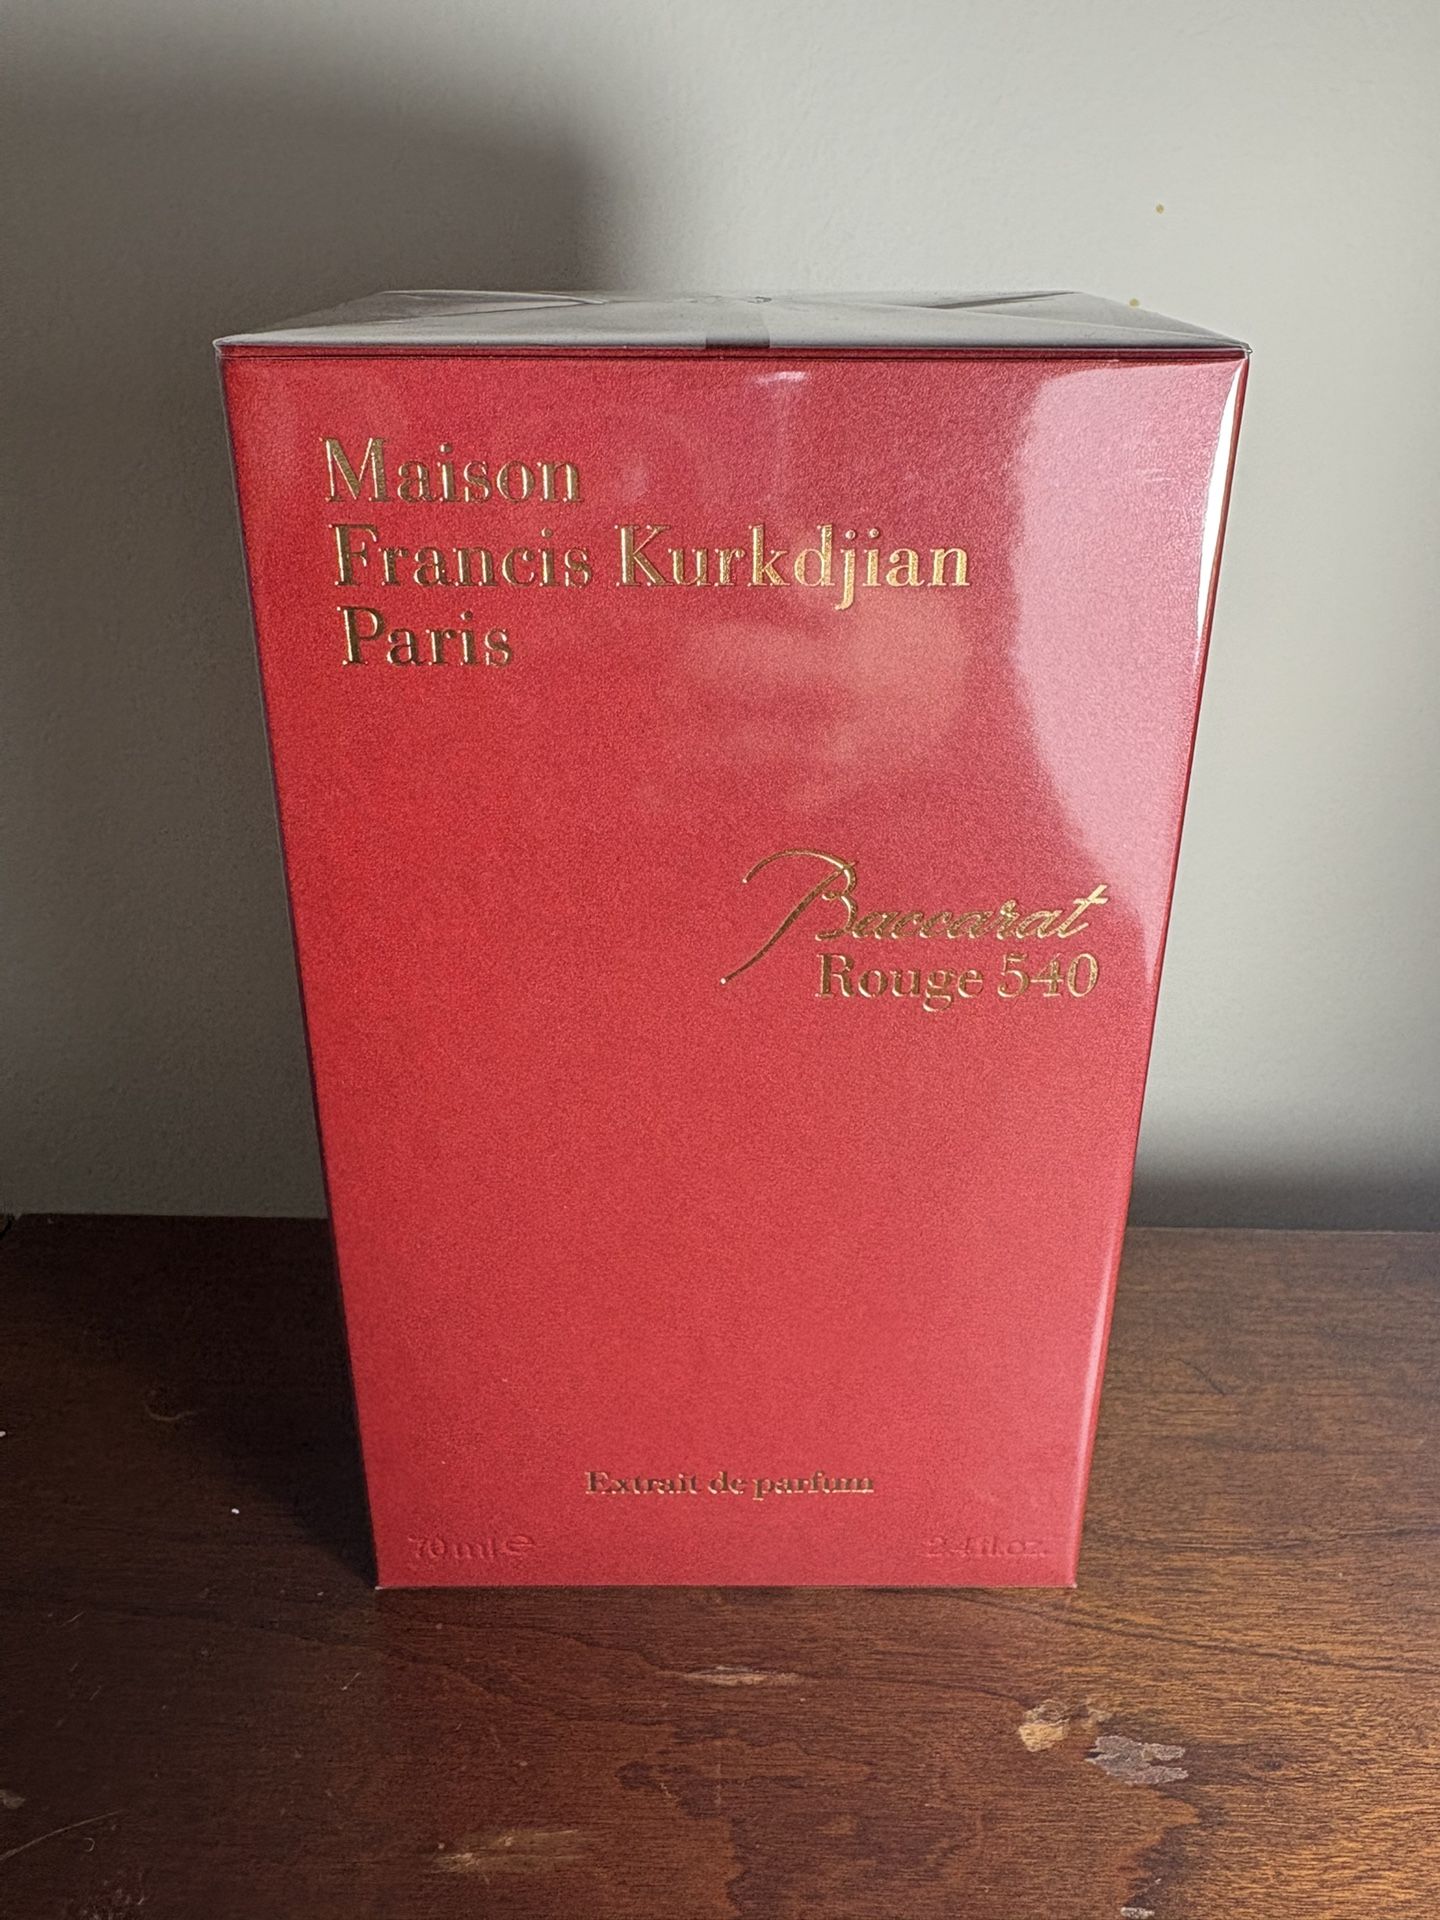 Maison
Francis Kurkdjian
Paris
Baccarat
Rouge 540
Extrait de parfum
70 ml ℮ 2.4 fl.oz.